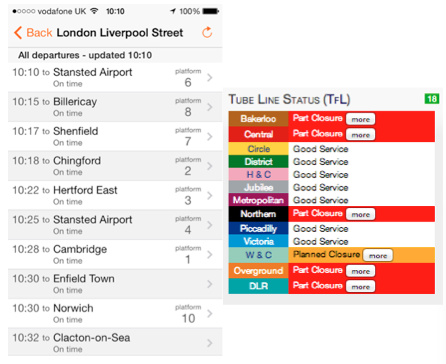 vodafone UK 10:10 100%
Back London Liverpool Street
All departures - updated 10:10
10:10 to Stansted Airport platform
On time 6
10:15 to Billericay platform
On time 8
10:17 to Shenfield platform
On time 7
10:18 to Chingford platform
On time 2
10:22 to Hertford East platform
On time 3
10:25 to Stansted Airport platform
On time 4
10:28 to Cambridge platform
On time 1
10:30 to Enfield Town
On time
10:30 to Norwich platform
On time 10
10:32 to Clacton-on-Sea
On time
TUBE LINE STATUS (TFL) 18
Bakerloo Part Closure more
Central Part Closure more
Circle Good Service
District Good Service
H & C Good Service
Jubilee Good Service
Metropolitan Good Service
Northern Part Closure more
Piccadilly Good Service
Victoria Good Service
W & C Planned Closure more
Overground Part Closure more
DLR Part Closure more